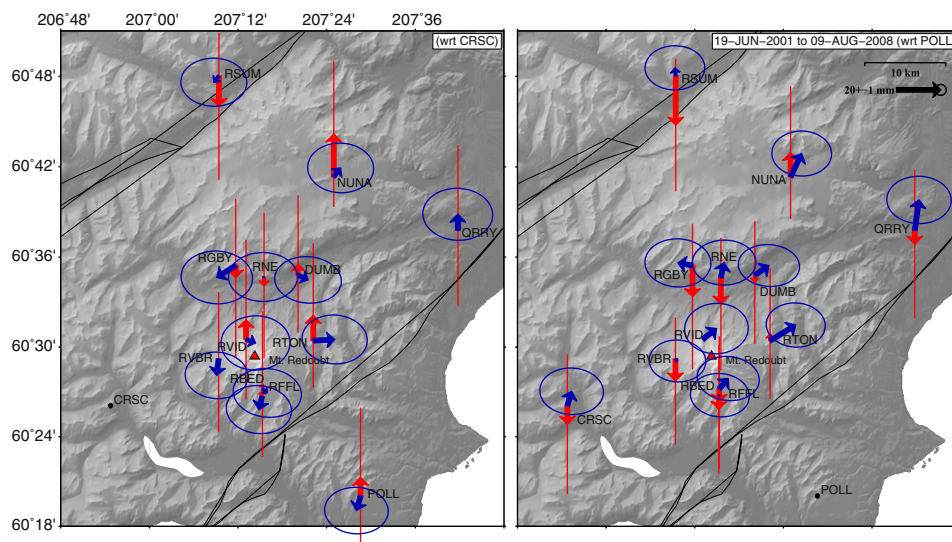 206°48' 207°00' 207°12' 207°24' 207°36'
(wrt CRSC)
60°48'
60°42'
60°36'
60°30'
60°24'
60°18'
RSUM
NUNA
QRRY
RGBY
RNE
DUMB
RVID
RTON
RVBR
Mt. Redoubt
RBED
RFFL
CRSC
POLL
19−JUN−2001 to 09−AUG−2008 (wrt POLL
10 km
20+−1 mm
RSUM
NUNA
QRRY
RGBY
RNE
DUMB
RVID
RTON
RVBR
Mt. Redoubt
RBED
RFFL
CRSC
POLL